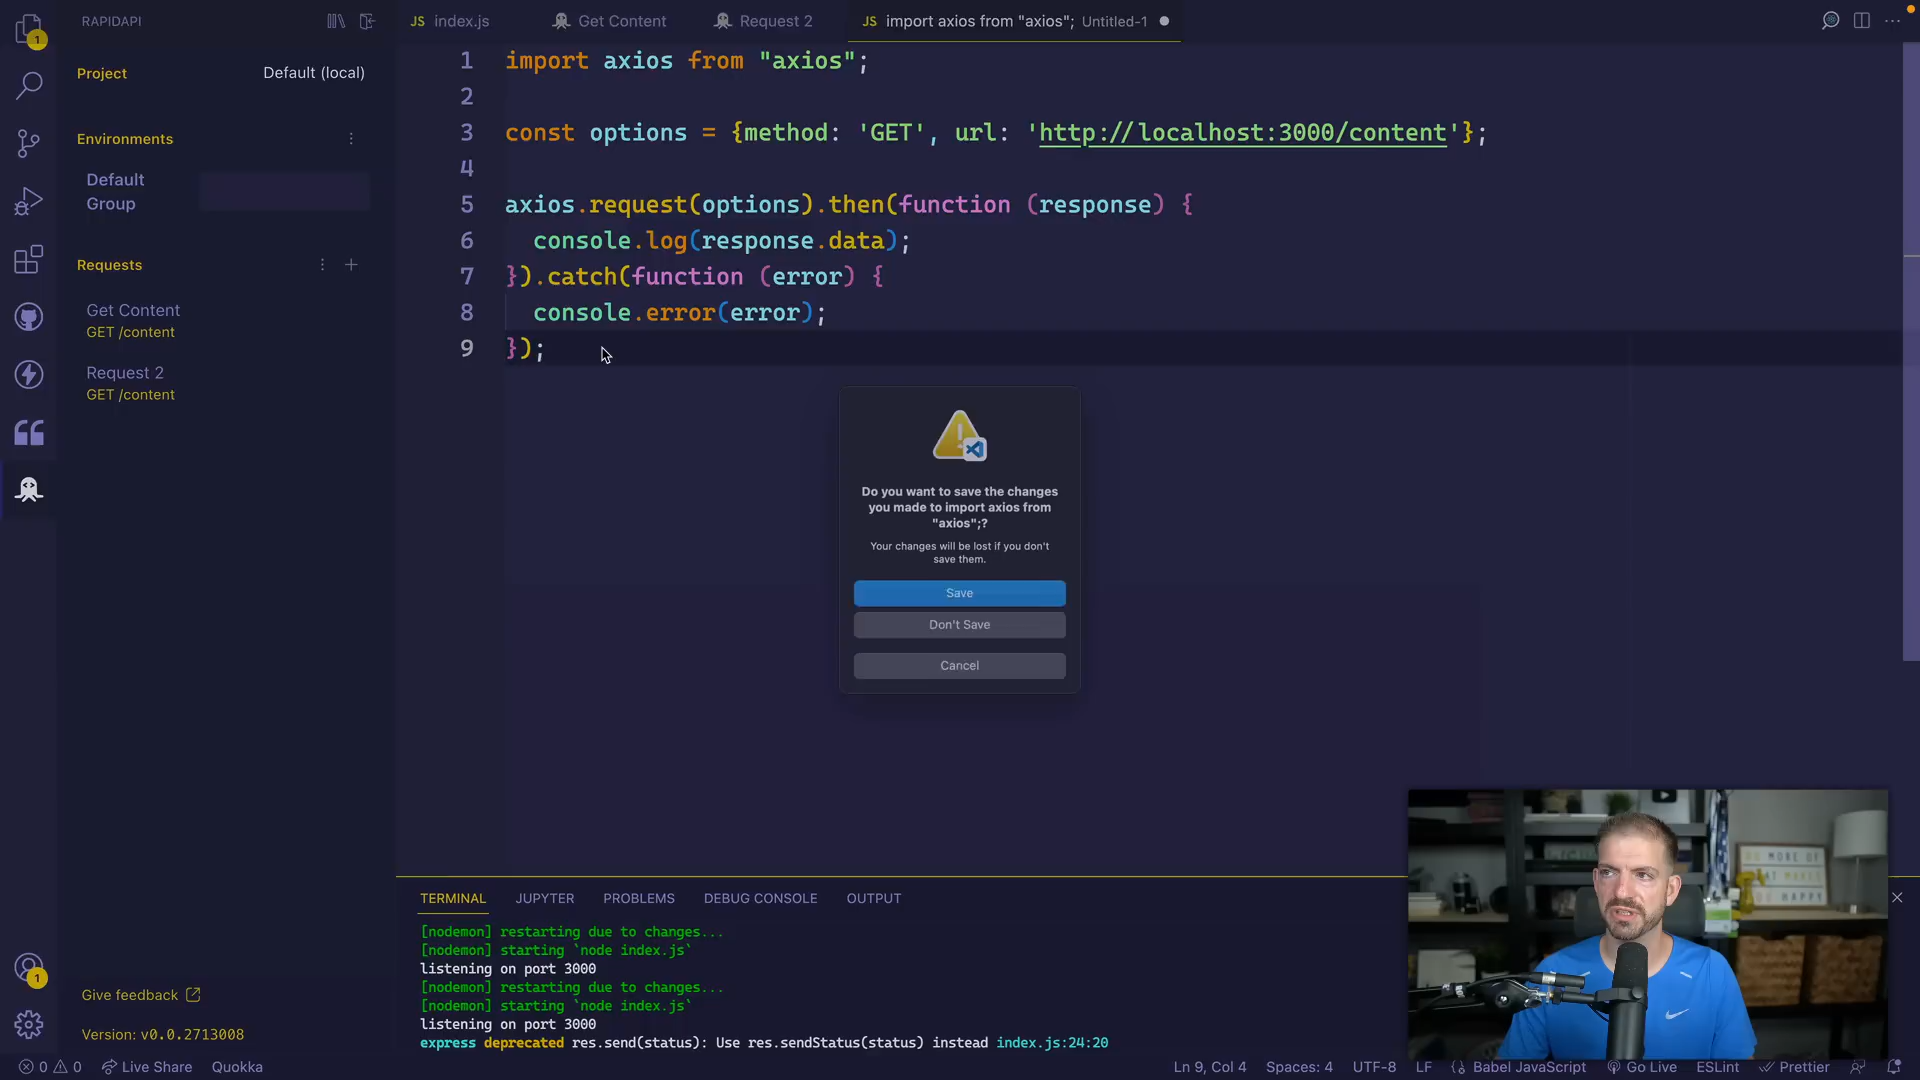 RAPIDAPI
JS index.js
Get Content
Request 2
JS import axios from "axios"; Untitled-1
Project
Default (local)
Environments
Default
Group
Requests
Get Content
GET /content
Request 2
GET /content
1 import axios from "axios";
2
3 const options = {method: 'GET', url: 'http://localhost:3000/content'};
4
5 axios.request(options).then(function (response) {
6 console.log(response.data);
7 }).catch(function (error) {
8 console.error(error);
9 });
Do you want to save the changes
you made to import axios from
"axios";?
Your changes will be lost if you don't
save them.
Save
Don't Save
Cancel
TERMINAL JUPYTER PROBLEMS DEBUG CONSOLE OUTPUT
[nodemon] restarting due to changes...
[nodemon] starting `node index.js`
listening on port 3000
[nodemon] restarting due to changes...
[nodemon] starting `node index.js`
listening on port 3000
express deprecated res.send(status): Use res.sendStatus(status) instead index.js:24:20
1
1
Give feedback
Version: v0.0.2713008
0 0 Live Share Quokka
Ln 9, Col 4 Spaces: 4 UTF-8 LF Babel JavaScript Go Live ESLint Prettier